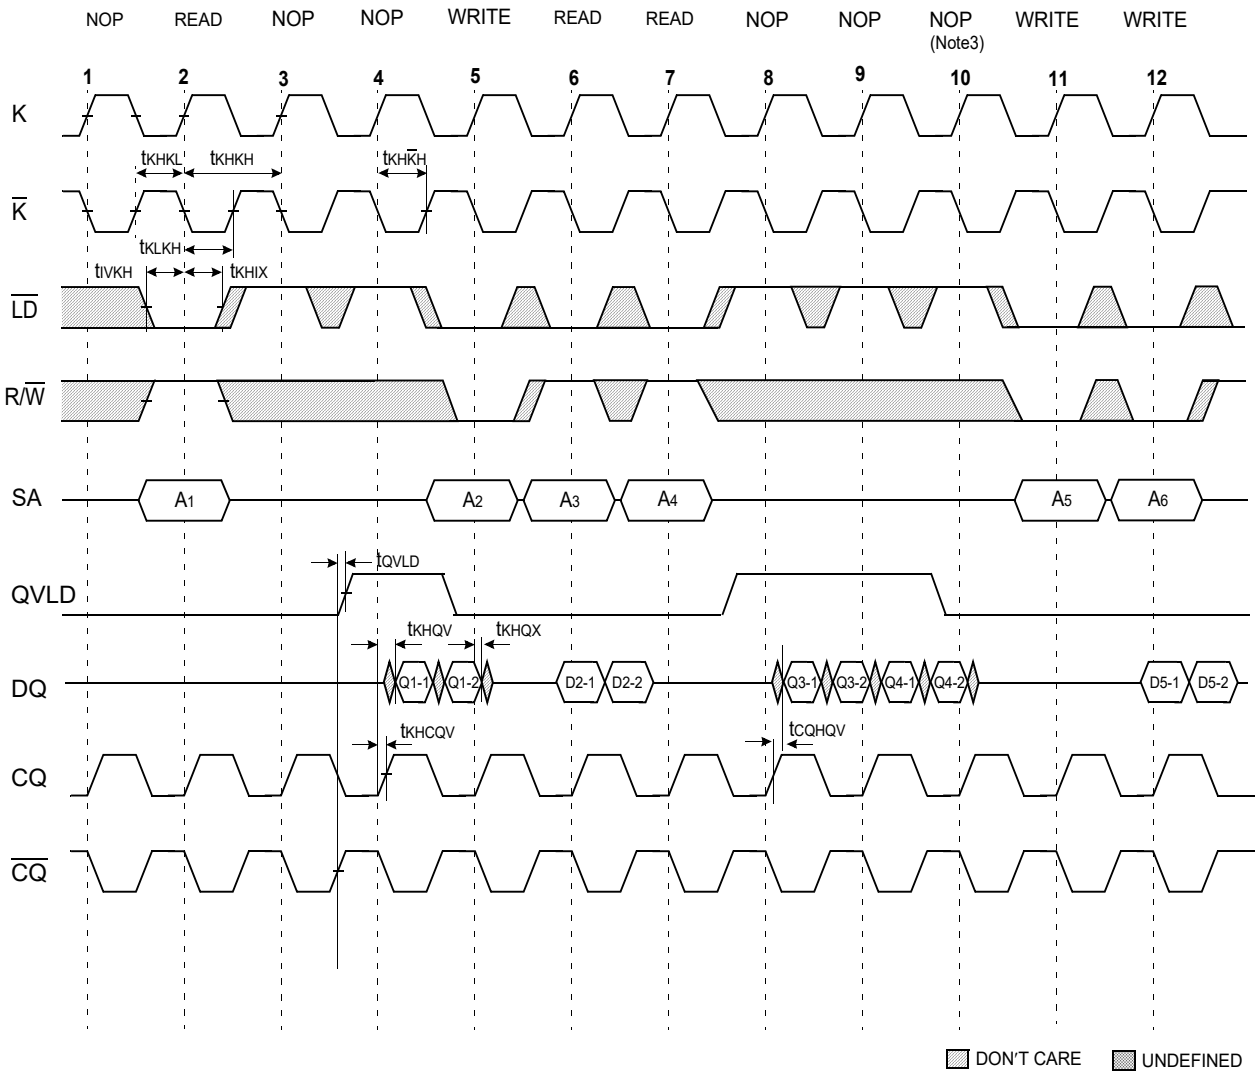 NOP READ NOP NOP WRITE READ READ NOP NOP NOP WRITE WRITE
(Note3)
1 2 3 4 5 6 7 8 9 10 11 12
K
tKHKL tKHKH tKHK̅H
K̅
tKLKH
tIVKH tKHIX
L̅D̅
R/W̅
SA A1 A2 A3 A4 A5 A6
tQVLD
QVLD
tKHQV tKHQX
DQ Q1-1 Q1-2 D2-1 D2-2 Q3-1 Q3-2 Q4-1 Q4-2 D5-1 D5-2
tKHCQV tCQHQV
CQ
C̅Q̅
DON'T CARE UNDEFINED